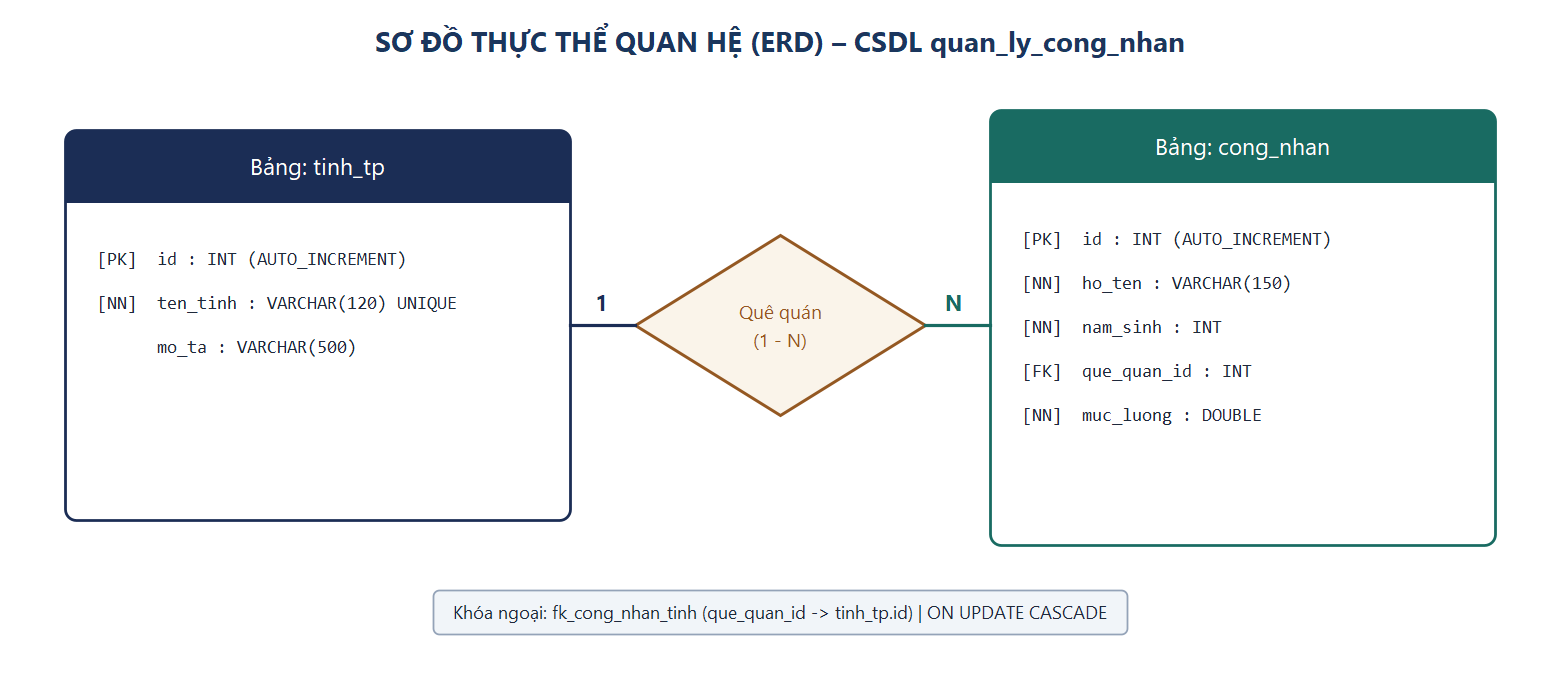 SƠ ĐỒ THỰC THỂ QUAN HỆ (ERD) – CSDL quan_ly_cong_nhan
Bảng: tinh_tp
[PK] id : INT (AUTO_INCREMENT)
[NN] ten_tinh : VARCHAR(120) UNIQUE
mo_ta : VARCHAR(500)
1
Quê quán
(1 - N)
N
Bảng: cong_nhan
[PK] id : INT (AUTO_INCREMENT)
[NN] ho_ten : VARCHAR(150)
[NN] nam_sinh : INT
[FK] que_quan_id : INT
[NN] muc_luong : DOUBLE
Khóa ngoại: fk_cong_nhan_tinh (que_quan_id -> tinh_tp.id) | ON UPDATE CASCADE